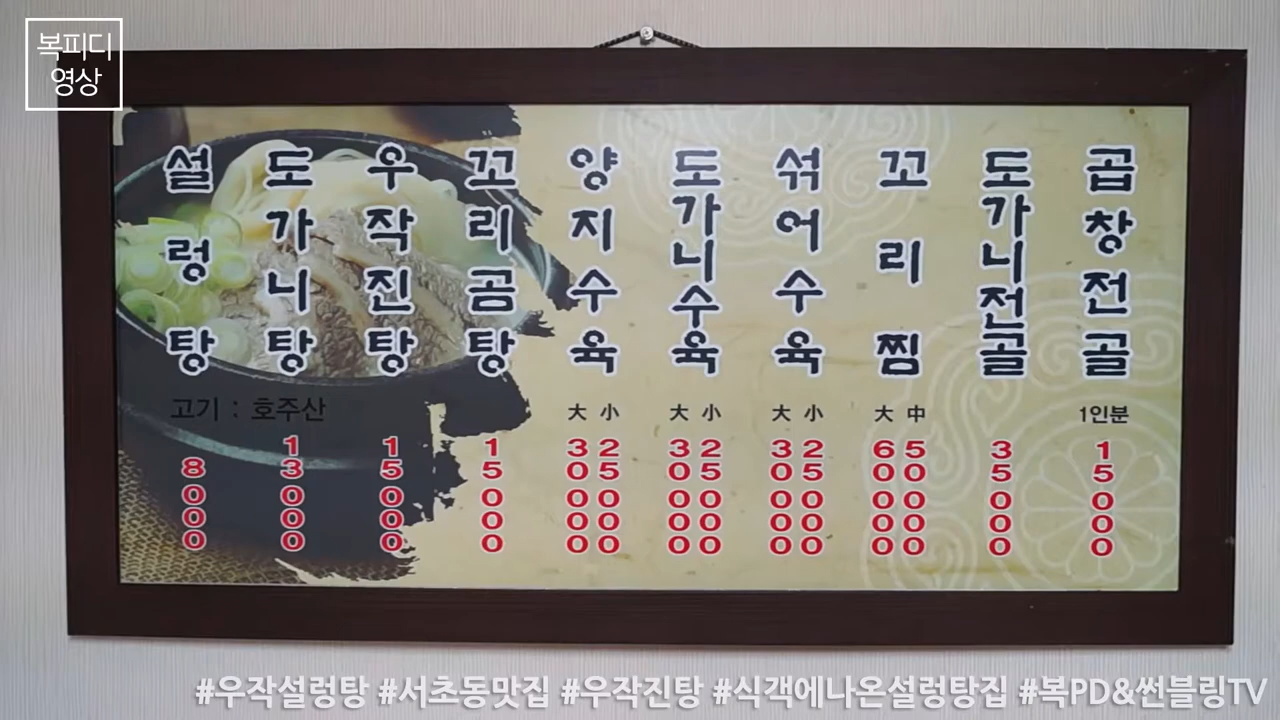 복피디
영상
설렁탕
도가니탕
우작진탕
꼬리곰탕
양지수육
도가니수육
섞어수육
꼬리찜
도가니전골
곱창전골
고기 : 호주산
大 小
大 小
大 小
大 中
1인분
8000
13000
15000
15000
30000 25000
30000 25000
30000 25000
60000 50000
35000
15000
#우작설렁탕 #서초동맛집 #우작진탕 #식객에나온설렁탕집 #복PD&썬블링TV